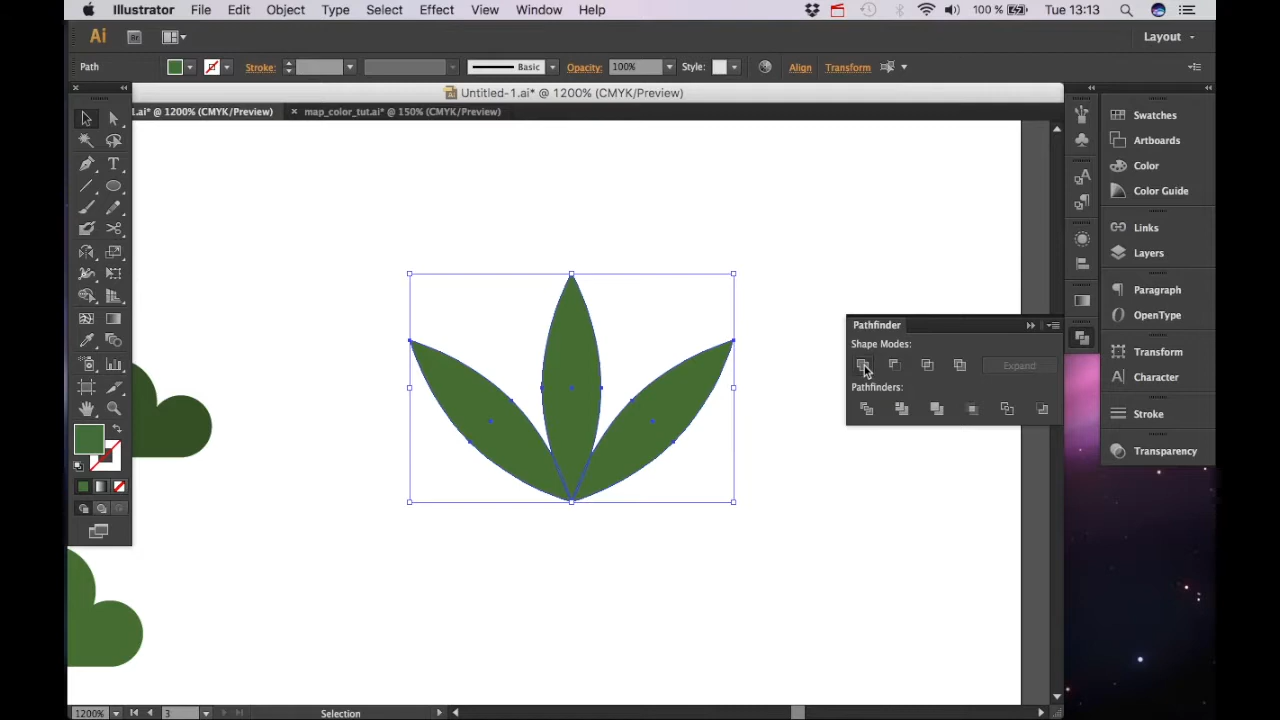 Illustrator File Edit Object Type Select Effect View Window Help 100 % Tue 13:13
Ai Br Layout
Path Stroke: Basic Opacity: 100% Style: Align Transform
Untitled-1.ai* @ 1200% (CMYK/Preview)
.ai* @ 1200% (CMYK/Preview) × map_color_tut.ai* @ 150% (CMYK/Preview)
Swatches
Artboards
Color
Color Guide
Links
Layers
Paragraph
OpenType
Transform
Character
Stroke
Transparency
Pathfinder
Shape Modes:
Expand
Pathfinders:
1200% 3 Selection